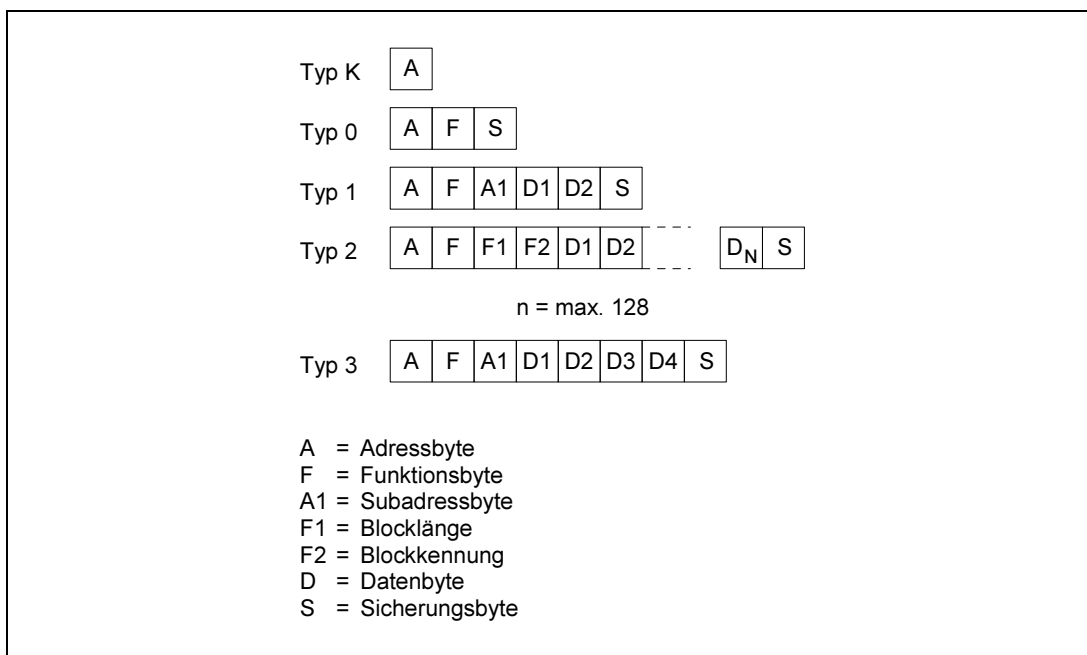 Typ K A
Typ 0 A F S
Typ 1 A F A1 D1 D2 S
Typ 2 A F F1 F2 D1 D2 DN S
n = max. 128
Typ 3 A F A1 D1 D2 D3 D4 S
A = Adressbyte
F = Funktionsbyte
A1 = Subadressbyte
F1 = Blocklänge
F2 = Blockkennung
D = Datenbyte
S = Sicherungsbyte